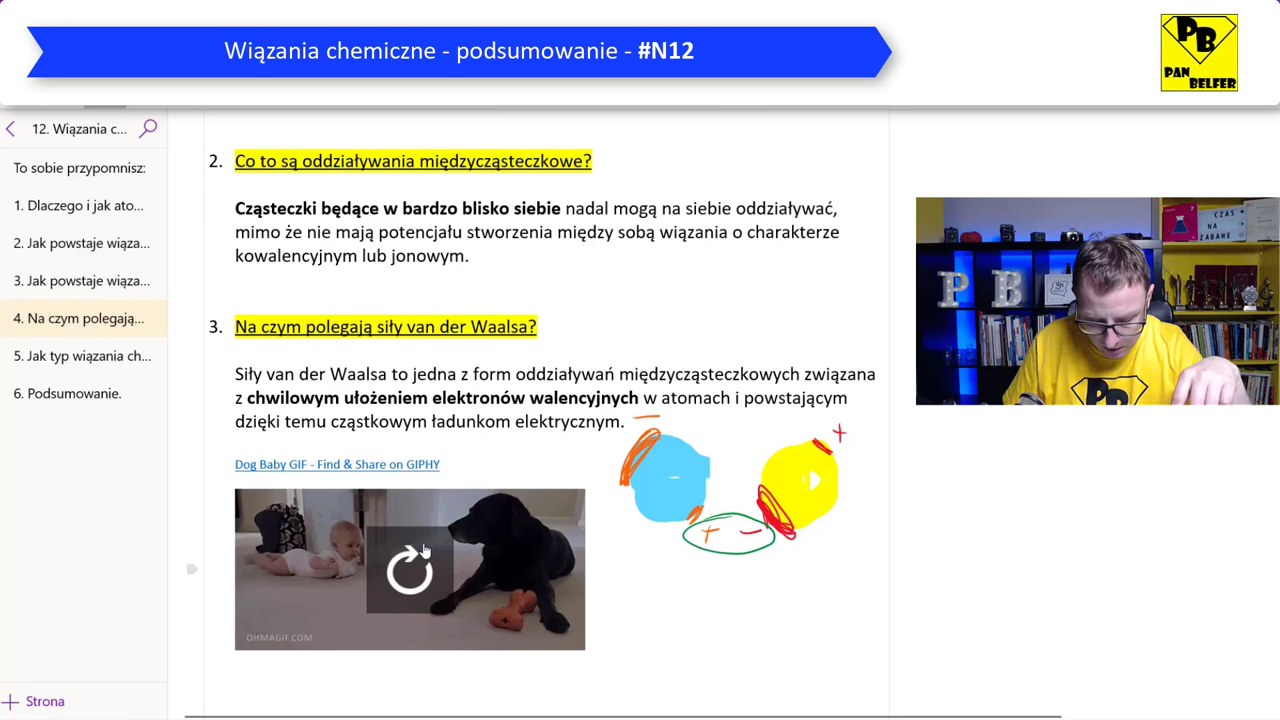 Wiązania chemiczne - podsumowanie - #N12
PB
PAN
BELFER
12. Wiązania c...
To sobie przypomnisz:
1. Dlaczego i jak ato...
2. Jak powstaje wiąza...
3. Jak powstaje wiąza...
4. Na czym polegają...
5. Jak typ wiązania ch...
6. Podsumowanie.
Strona
2. Co to są oddziaływania międzycząsteczkowe?
Cząsteczki będące w bardzo blisko siebie nadal mogą na siebie oddziaływać,
mimo że nie mają potencjału stworzenia między sobą wiązania o charakterze
kowalencyjnym lub jonowym.
3. Na czym polegają siły van der Waalsa?
Siły van der Waalsa to jedna z form oddziaływań międzycząsteczkowych związana
z chwilowym ułożeniem elektronów walencyjnych w atomach i powstającym
dzięki temu cząstkowym ładunkom elektrycznym.
Dog Baby GIF - Find & Share on GIPHY
OHMAGIF.COM
− +
+ −
CZAS
NA
ZABAWĘ
P B